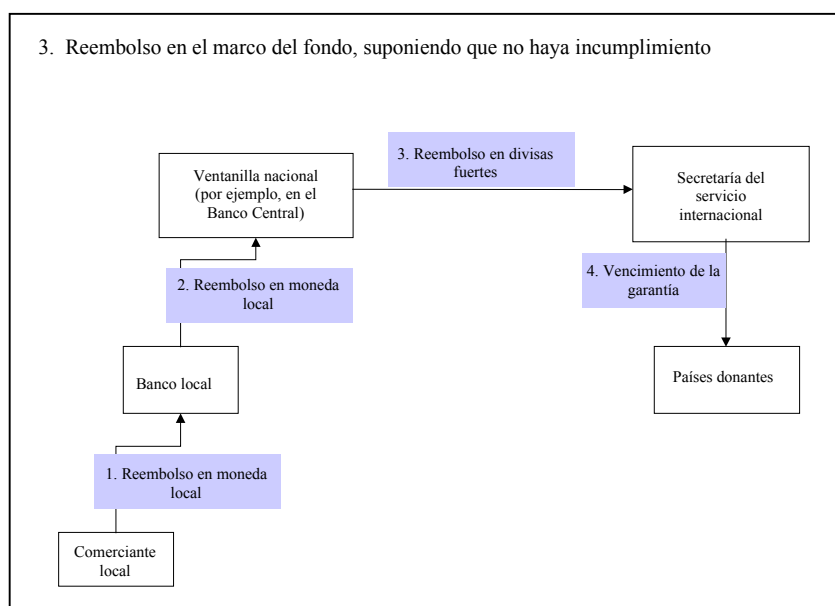 3. Reembolso en el marco del fondo, suponiendo que no haya incumplimiento
3. Reembolso en divisas
fuertes
Ventanilla nacional
(por ejemplo, en el
Banco Central)
Secretaría del
servicio
internacional
2. Reembolso en moneda
local
4. Vencimiento de la
garantía
Banco local
Países donantes
1. Reembolso en moneda
local
Comerciante
local